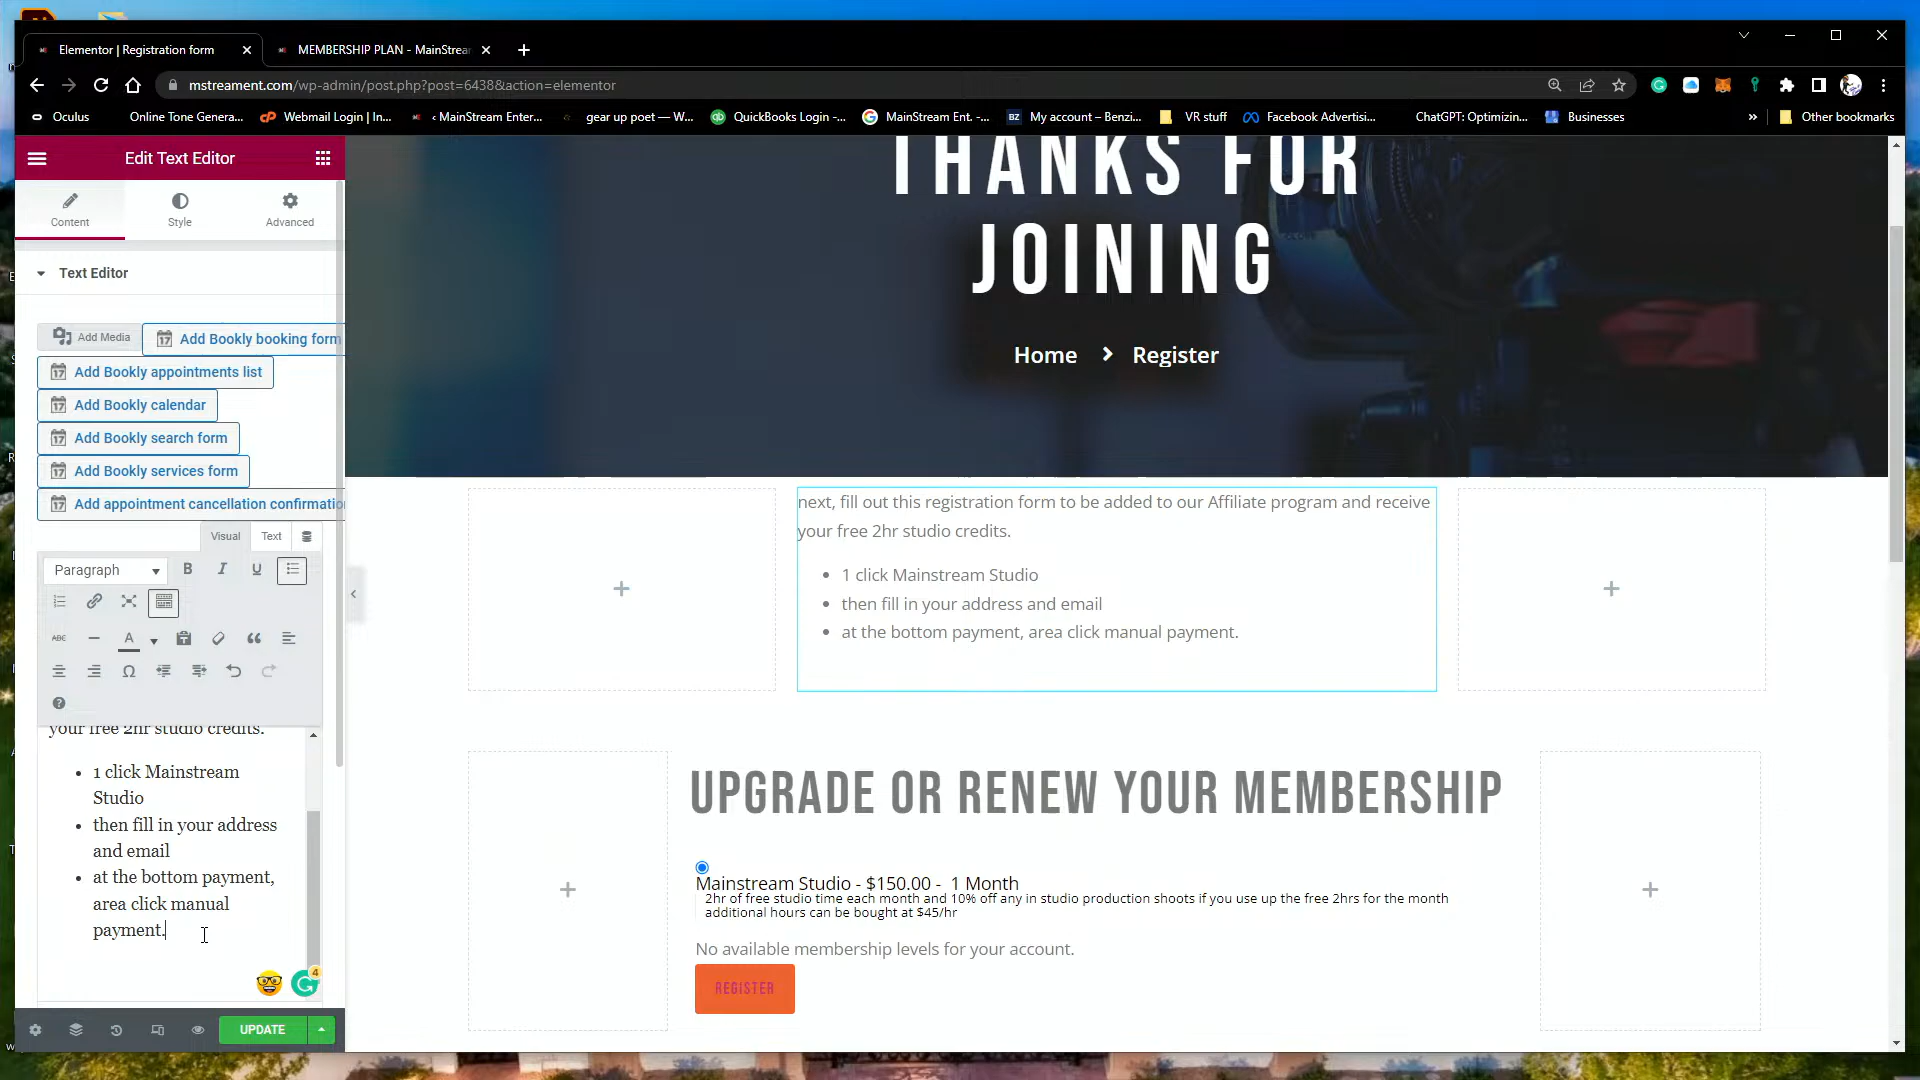 Elementor | Registration form
MEMBERSHIP PLAN - MainStrea
mstreament.com/wp-admin/post.php?post=6438&action=elementor
Oculus
Online Tone Genera...
Webmail Login | In...
‹ MainStream Enter...
gear up poet — W...
QuickBooks Login -...
MainStream Ent. -...
BZ
My account – Benzi...
VR stuff
Facebook Advertisi...
ChatGPT: Optimizin...
Businesses
Other bookmarks
Edit Text Editor
Content
Style
Advanced
Text Editor
Add Media
17 Add Bookly booking form
17 Add Bookly appointments list
17 Add Bookly calendar
17 Add Bookly search form
17 Add Bookly services form
17 Add appointment cancellation confirmatio
Visual
Text
Paragraph
B
I
U
ABC
A
Ω
your free 2hr studio credits.
1 click Mainstream
Studio
then fill in your address
and email
at the bottom payment,
area click manual
payment.
4
UPDATE
THANKS FOR
JOINING
Home
Register
next, fill out this registration form to be added to our Affiliate program and receive
your free 2hr studio credits.
1 click Mainstream Studio
then fill in your address and email
at the bottom payment, area click manual payment.
UPGRADE OR RENEW YOUR MEMBERSHIP
Mainstream Studio - $150.00 - 1 Month
2hr of free studio time each month and 10% off any in studio production shoots if you use up the free 2hrs for the month
additional hours can be bought at $45/hr
No available membership levels for your account.
REGISTER